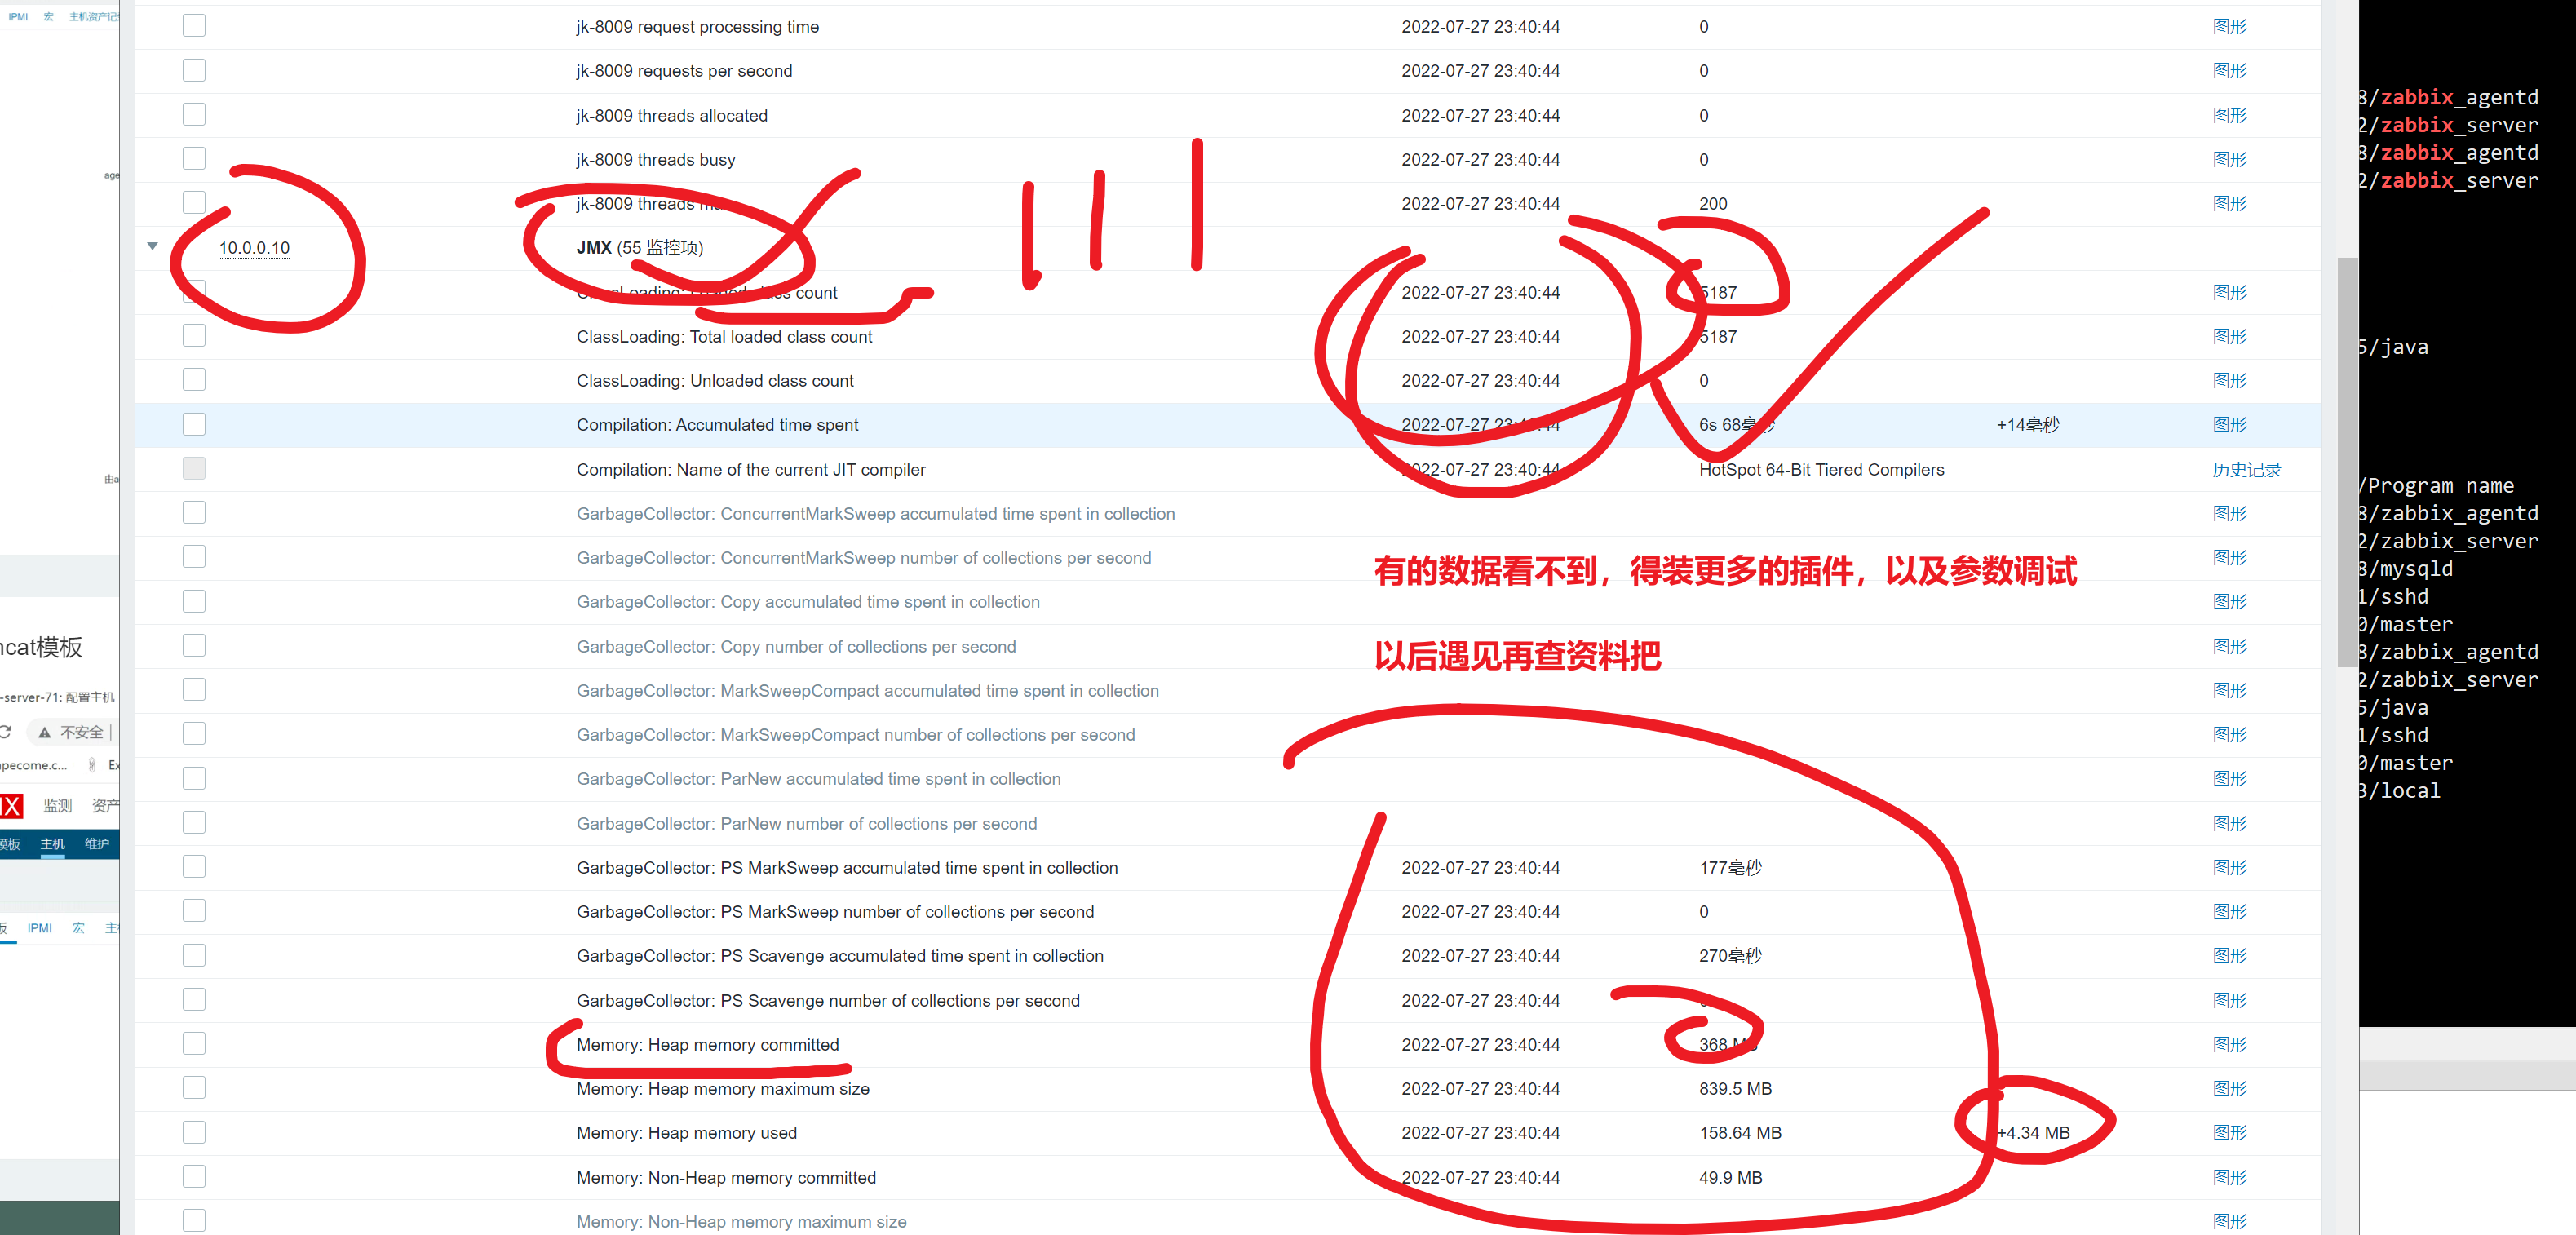 IPMI 宏 主机资产记录
jk-8009 request processing time 2022-07-27 23:40:44 0 图形
jk-8009 requests per second 2022-07-27 23:40:44 0 图形
jk-8009 threads allocated 2022-07-27 23:40:44 0 图形
jk-8009 threads busy 2022-07-27 23:40:44 0 图形
jk-8009 threads 2022-07-27 23:40:44 200 图形
10.0.0.10 JMX (55 监控项)
ClassLoading: Loaded class count 2022-07-27 23:40:44 5187 图形
ClassLoading: Total loaded class count 2022-07-27 23:40:44 5187 图形
ClassLoading: Unloaded class count 2022-07-27 23:40:44 0 图形
Compilation: Accumulated time spent 2022-07-27 23:40:44 6s 68毫秒 +14毫秒 图形
Compilation: Name of the current JIT compiler 2022-07-27 23:40:44 HotSpot 64-Bit Tiered Compilers 历史记录
GarbageCollector: ConcurrentMarkSweep accumulated time spent in collection 图形
GarbageCollector: ConcurrentMarkSweep number of collections per second 图形
GarbageCollector: Copy accumulated time spent in collection 图形
GarbageCollector: Copy number of collections per second 图形
GarbageCollector: MarkSweepCompact accumulated time spent in collection 图形
GarbageCollector: MarkSweepCompact number of collections per second 图形
GarbageCollector: ParNew accumulated time spent in collection 图形
GarbageCollector: ParNew number of collections per second 图形
GarbageCollector: PS MarkSweep accumulated time spent in collection 2022-07-27 23:40:44 177毫秒 图形
GarbageCollector: PS MarkSweep number of collections per second 2022-07-27 23:40:44 0 图形
GarbageCollector: PS Scavenge accumulated time spent in collection 2022-07-27 23:40:44 270毫秒 图形
GarbageCollector: PS Scavenge number of collections per second 2022-07-27 23:40:44 图形
Memory: Heap memory committed 2022-07-27 23:40:44 368 MB 图形
Memory: Heap memory maximum size 2022-07-27 23:40:44 839.5 MB 图形
Memory: Heap memory used 2022-07-27 23:40:44 158.64 MB +4.34 MB 图形
Memory: Non-Heap memory committed 2022-07-27 23:40:44 49.9 MB 图形
Memory: Non-Heap memory maximum size 图形
有的数据看不到，得装更多的插件，以及参数调试
以后遇见再查资料把
age
由a
ncat模板
-server-71: 配置主机
不安全
apecome.c... Ex
IX 监测 资产
模板 主机 维护
板 IPMI 宏 主
8/zabbix_agentd
2/zabbix_server
8/zabbix_agentd
2/zabbix_server
5/java
/Program name
8/zabbix_agentd
2/zabbix_server
8/mysqld
1/sshd
0/master
8/zabbix_agentd
2/zabbix_server
5/java
1/sshd
0/master
3/local